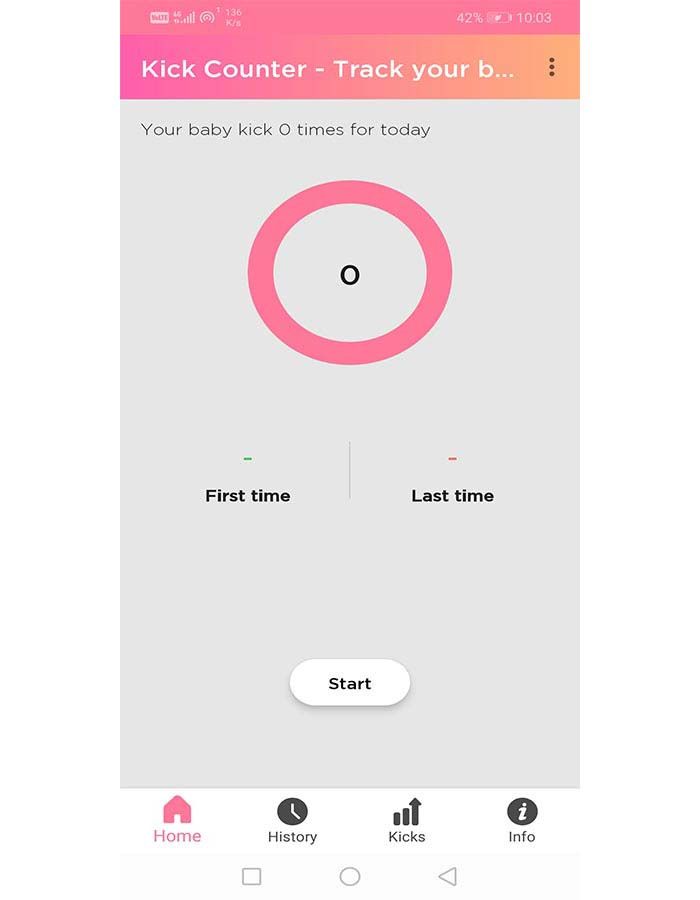 VoLTE 4G 1 136 K/s 42% 10:03
Kick Counter - Track your b...
Your baby kick 0 times for today
0
- -
First time Last time
Start
Home History Kicks Info